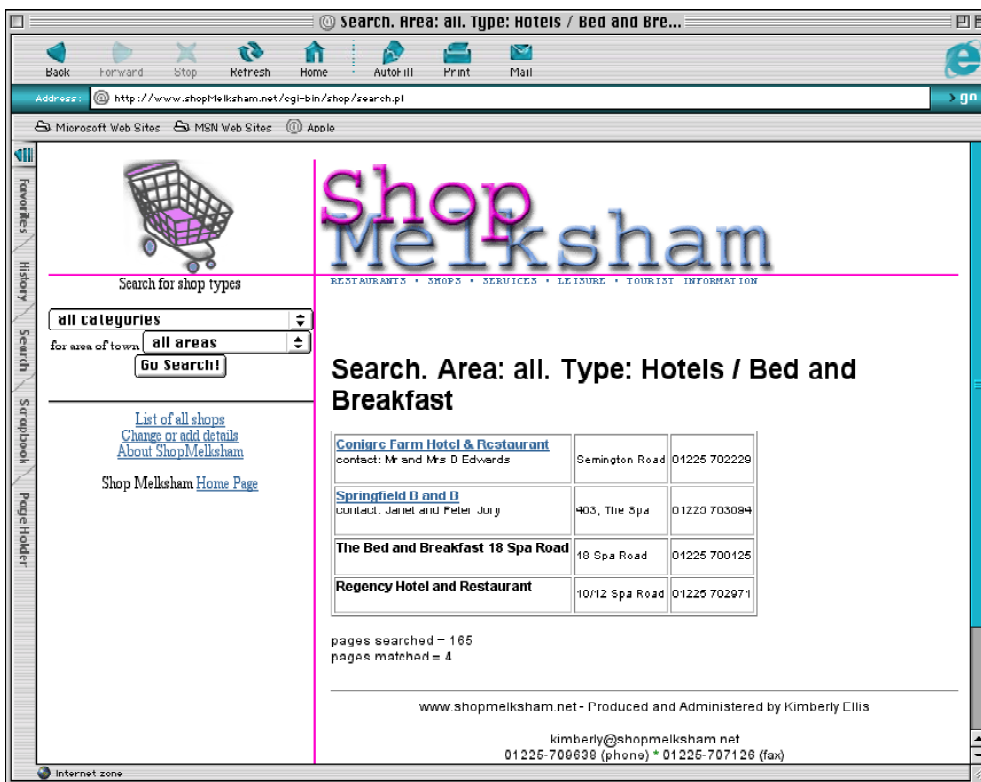 Search. Area: all. Type: Hotels / Bed and Bre...
Back Forward Stop Refresh Home AutoFill Print Mail
Address: http://www.shopMelksham.net/cgi-bin/shop/search.pl go
Microsoft Web Sites MSN Web Sites Apple
Favorites
History
Search
Scrapbook
Page Holder
Shop
Melksham
RESTAURANTS • SHOPS • SERVICES • LEISURE • TOURIST INFORMATION
Search for shop types
all categories
for area of town all areas
Go Search!
List of all shops
Change or add details
About ShopMelksham
Shop Melksham Home Page
Search. Area: all. Type: Hotels / Bed and
Breakfast
Conigre Farm Hotel & Restaurant
contact: Mr and Mrs D Edwards
Semington Road 01225 702229
Springfield B and B
contact: Janet and Peter Jory
403, The Spa 01225 703694
The Bed and Breakfast 18 Spa Road
18 Spa Road 01225 700125
Regency Hotel and Restaurant
10/12 Spa Road 01225 702971
pages searched = 165
pages matched = 4
www.shopmelksham.net - Produced and Administered by Kimberly Ellis
kimberly@shopmelksham.net
01225-709638 (phone) * 01225-707126 (fax)
Internet zone